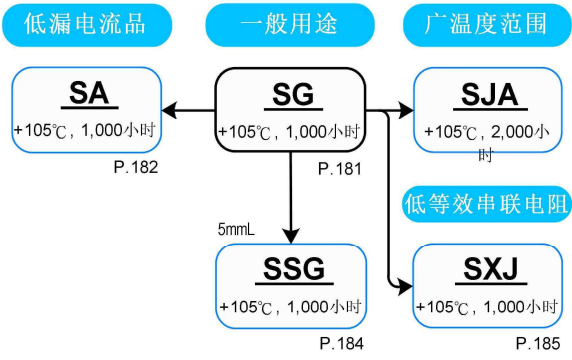 低漏电流品
一般用途
广温度范围
SA
+105℃, 1,000小时
P.182
SG
+105℃, 1,000小时
P.181
SJA
+105℃, 2,000小
时
低等效串联电阻
5mmL
SSG
+105℃, 1,000小时
P.184
SXJ
+105℃, 1,000小时
P.185